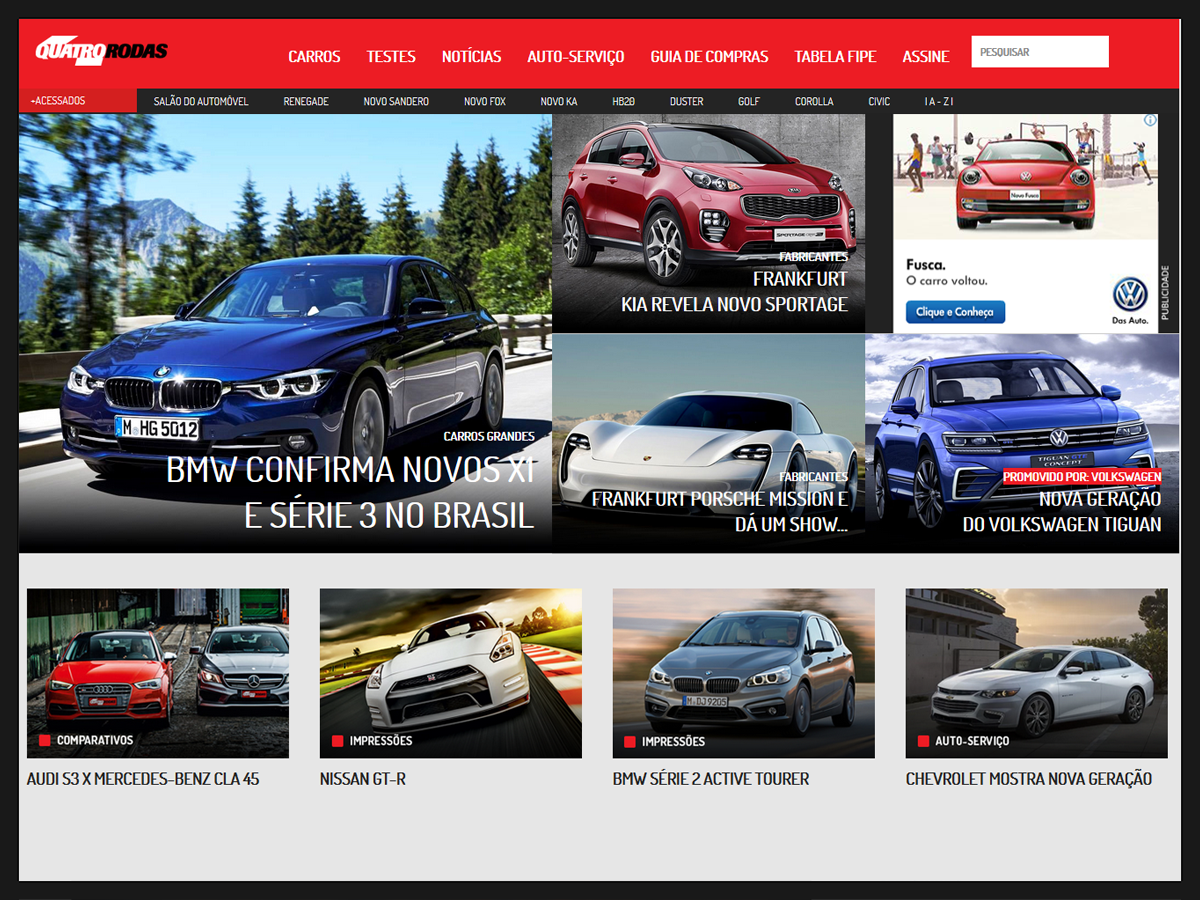 QUATRO RODAS
CARROS TESTES NOTÍCIAS AUTO-SERVIÇO GUIA DE COMPRAS TABELA FIPE ASSINE PESQUISAR
+ACESSADOS SALÃO DO AUTOMÓVEL RENEGADE NOVO SANDERO NOVO FOX NOVO KA HB20 DUSTER GOLF COROLLA CIVIC | A - Z |
M HG 5012
CARROS GRANDES
BMW CONFIRMA NOVOS X1
E SÉRIE 3 NO BRASIL
KIA
SPORTAGE
FABRICANTES
FRANKFURT
KIA REVELA NOVO SPORTAGE
Novo Fusca
Fusca.
O carro voltou.
Clique e Conheça
Das Auto.
PUBLICIDADE
FABRICANTES
FRANKFURT PORSCHE MISSION E
DÁ UM SHOW...
TIGUAN GTE
CONCEPT
PROMOVIDO POR: VOLKSWAGEN
NOVA GERAÇÃO
DO VOLKSWAGEN TIGUAN
COMPARATIVOS
AUDI S3 X MERCEDES-BENZ CLA 45
IMPRESSÕES
NISSAN GT-R
M DJ 9205
IMPRESSÕES
BMW SÉRIE 2 ACTIVE TOURER
AUTO-SERVIÇO
CHEVROLET MOSTRA NOVA GERAÇÃO